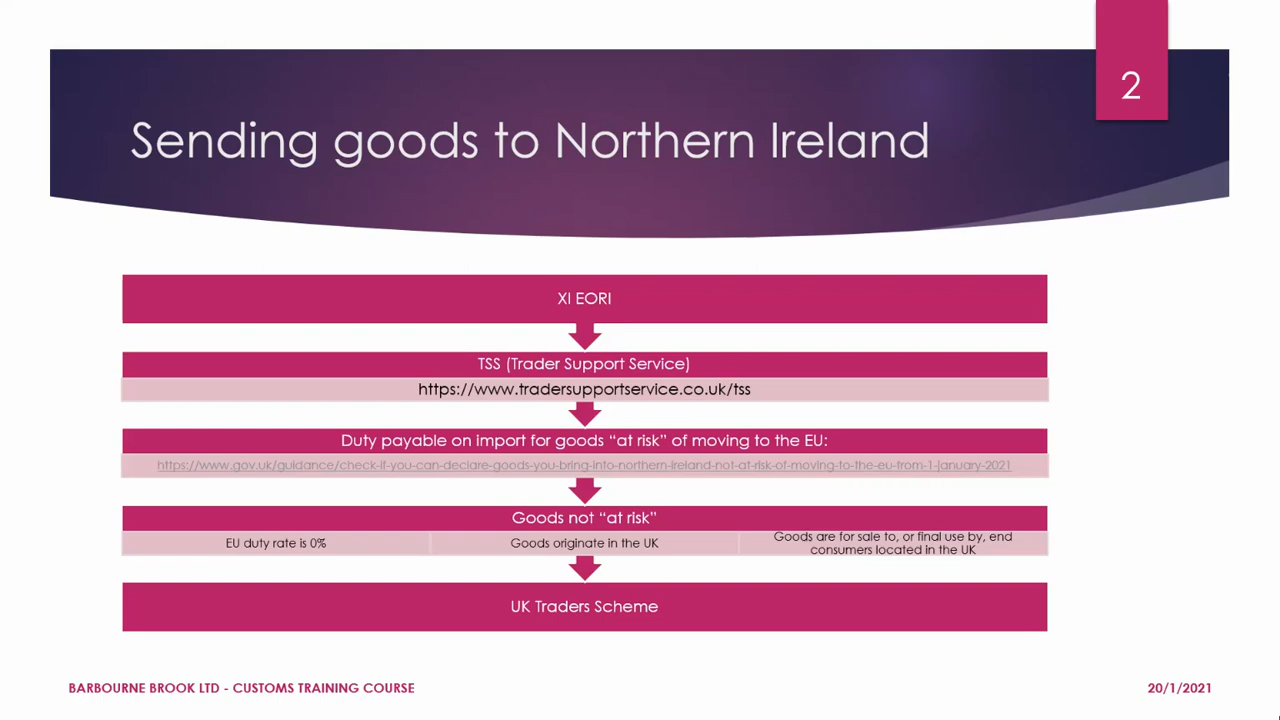 2
Sending goods to Northern Ireland
XI EORI
TSS (Trader Support Service)
https://www.tradersupportservice.co.uk/tss
Duty payable on import for goods “at risk” of moving to the EU:
https://www.gov.uk/guidance/check-if-you-can-declare-goods-you-bring-into-northern-ireland-not-at-risk-of-moving-to-the-eu-from-1-january-2021
Goods not “at risk”
EU duty rate is 0%
Goods originate in the UK
Goods are for sale to, or final use by, end
consumers located in the UK
UK Traders Scheme
BARBOURNE BROOK LTD - CUSTOMS TRAINING COURSE
20/1/2021